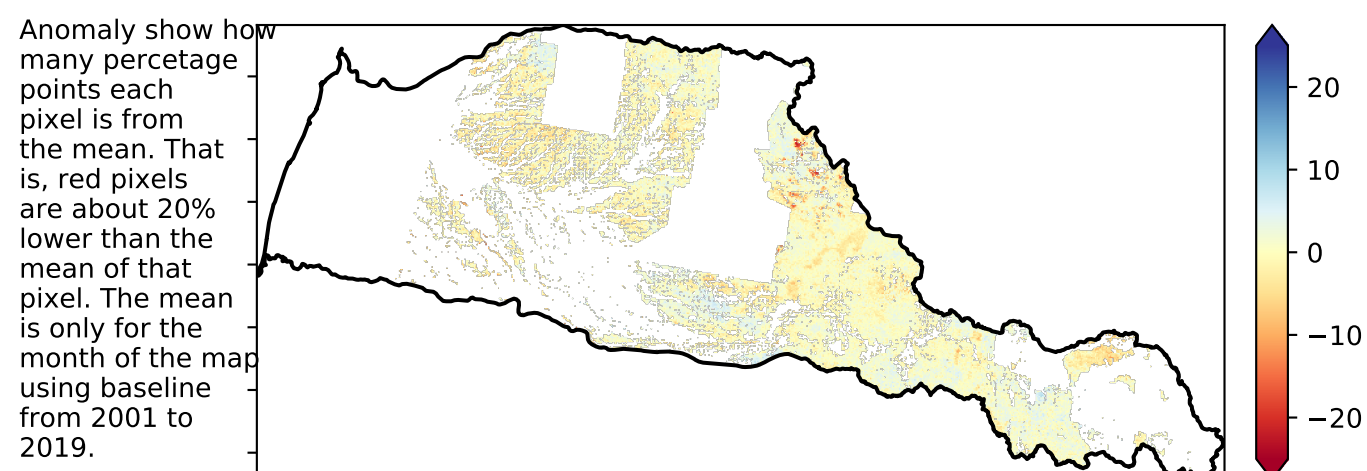 Anomaly show how
many percetage
points each
pixel is from
the mean. That
is, red pixels
are about 20%
lower than the
mean of that
pixel. The mean
is only for the
month of the map
using baseline
from 2001 to
2019.
20
10
0
−10
−20